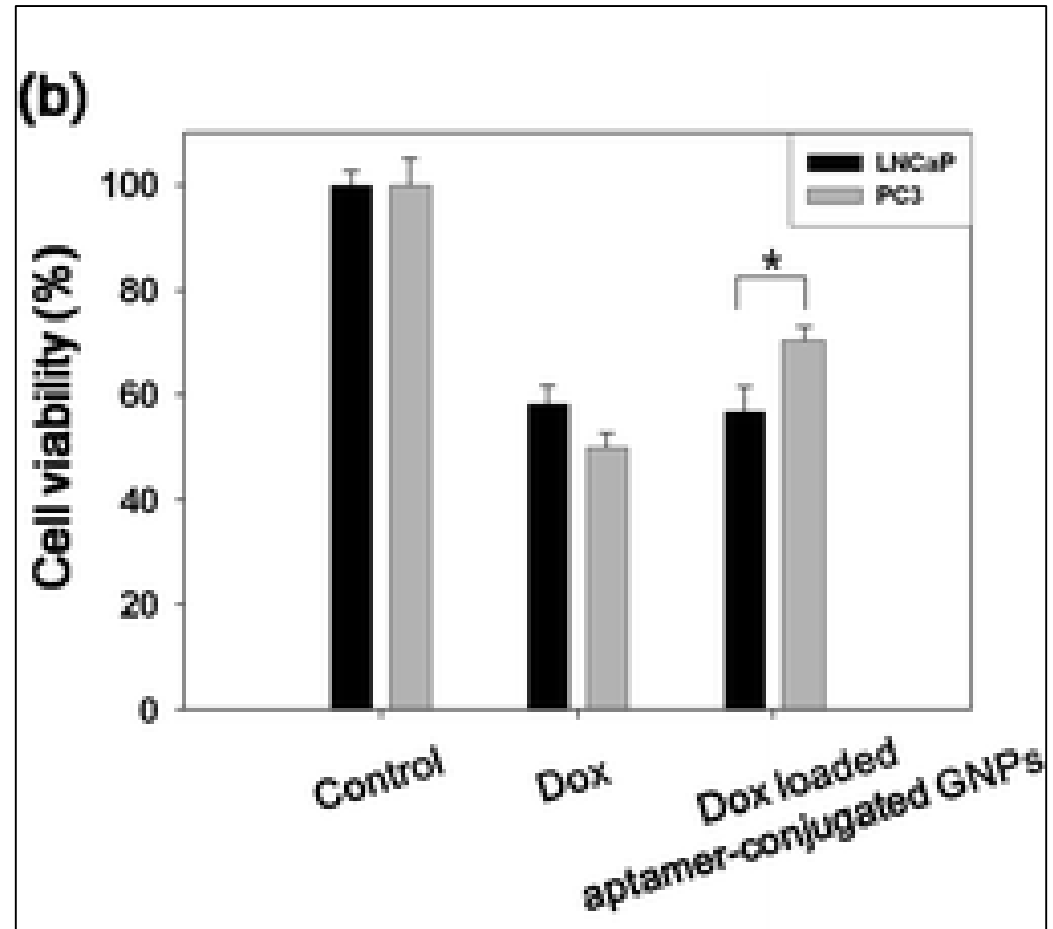 (b)
LNCaP
PC3
*
100
80
60
40
20
0
Cell viability (%)
Control
Dox
Dox loaded
aptamer-conjugated GNPs